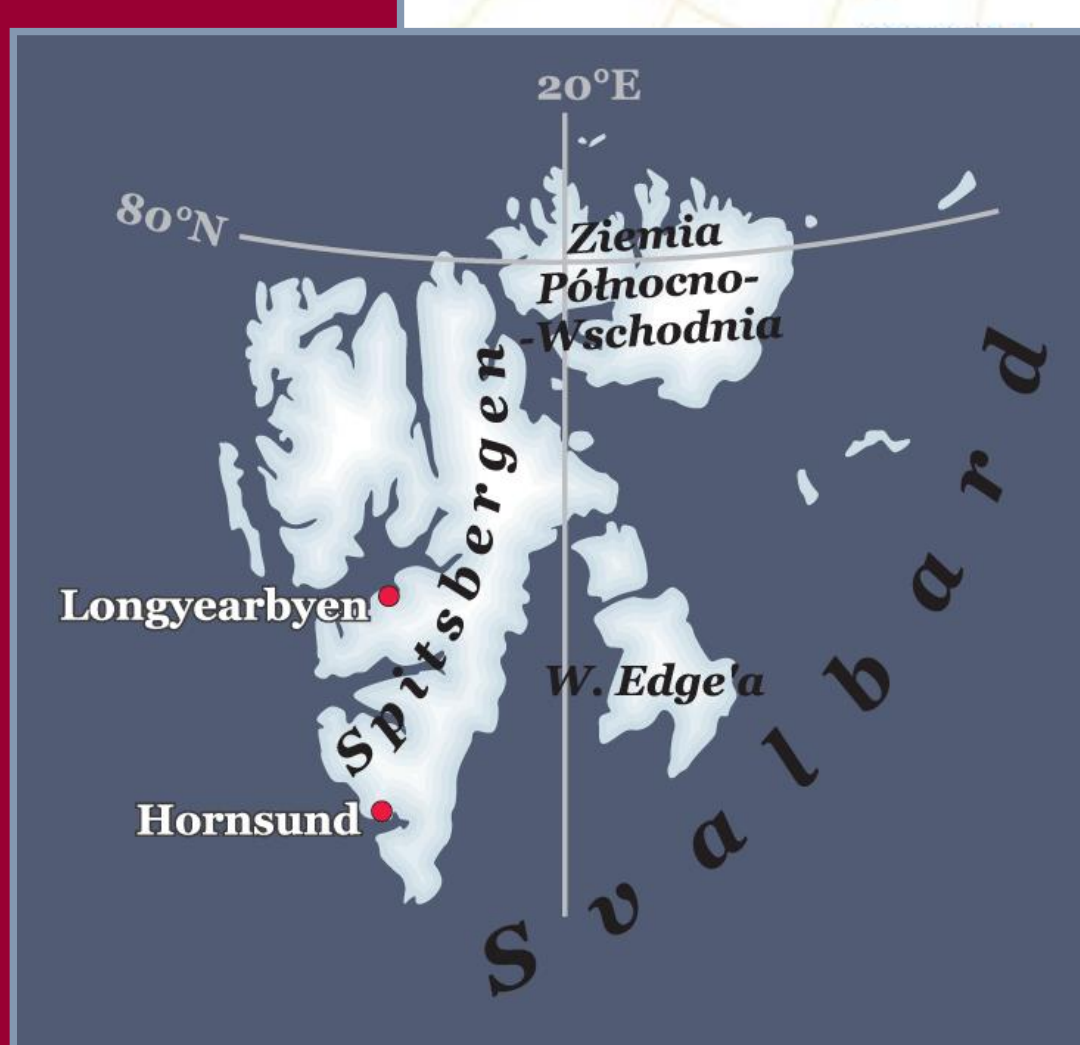 20°E
80°N
Ziemia
Północno-
-Wschodnia
Spitsbergen
Longyearbyen
W. Edge'a
Hornsund
Svalbard